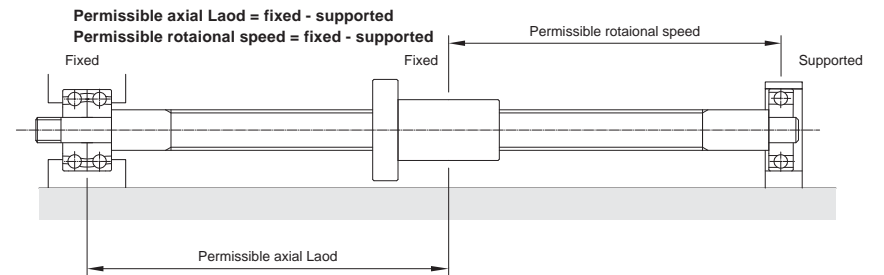 Permissible axial Laod = fixed - supported
Permissible rotaional speed = fixed - supported
Permissible rotaional speed
Fixed
Fixed
Supported
Permissible axial Laod